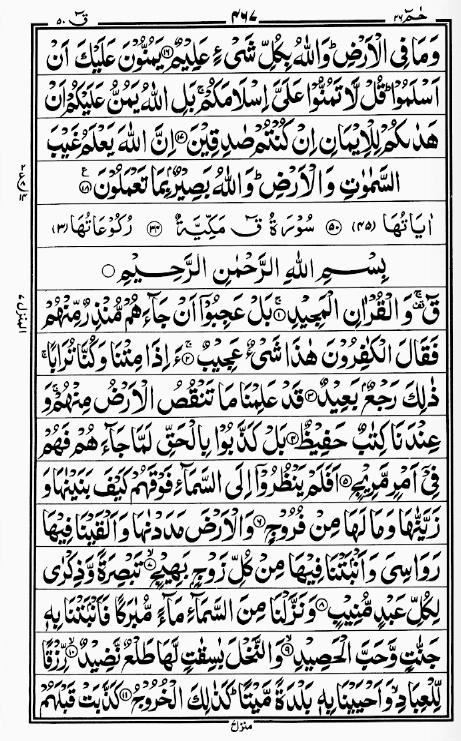 حٰمٓ ۲۶ ۴۶۷ قٓ ۵۰
وَمَا فِی الْاَرْضِ ؕ وَاللّٰهُ بِكُلِّ شَیْءٍ عَلِیْمٌ ﴿۱۶﴾ یَمُنُّوْنَ عَلَیْكَ اَنْ
اَسْلَمُوْا ؕ قُلْ لَّا تَمُنُّوْا عَلَیَّ اِسْلَامَكُمْ ۚ بَلِ اللّٰهُ یَمُنُّ عَلَیْكُمْ اَنْ
هَدٰىكُمْ لِلْاِیْمَانِ اِنْ كُنْتُمْ صٰدِقِیْنَ ﴿۱۷﴾ اِنَّ اللّٰهَ یَعْلَمُ غَیْبَ
السَّمٰوٰتِ وَالْاَرْضِ ؕ وَاللّٰهُ بَصِیْرٌۢ بِمَا تَعْمَلُوْنَ ﴿۱۸﴾
اٰیَاتُهَا (۴۵) ﴿۵۰﴾ سُوْرَةُ قٓ مَكِّیَّةٌ ﴿۳۴﴾ رُكُوْعَاتُهَا (۳)
بِسْمِ اللّٰهِ الرَّحْمٰنِ الرَّحِیْمِ ○
قٓ ۫ۚ وَالْقُرْاٰنِ الْمَجِیْدِ ﴿۱﴾ بَلْ عَجِبُوْۤا اَنْ جَآءَهُمْ مُّنْذِرٌ مِّنْهُمْ
فَقَالَ الْكٰفِرُوْنَ هٰذَا شَیْءٌ عَجِیْبٌ ﴿۲﴾ ءَاِذَا مِتْنَا وَكُنَّا تُرَابًا ۚ
ذٰلِكَ رَجْعٌۢ بَعِیْدٌ ﴿۳﴾ قَدْ عَلِمْنَا مَا تَنْقُصُ الْاَرْضُ مِنْهُمْ ۚ وَ
عِنْدَنَا كِتٰبٌ حَفِیْظٌ ﴿۴﴾ بَلْ كَذَّبُوْا بِالْحَقِّ لَمَّا جَآءَهُمْ فَهُمْ
فِیْۤ اَمْرٍ مَّرِیْجٍ ﴿۵﴾ اَفَلَمْ یَنْظُرُوْۤا اِلَی السَّمَآءِ فَوْقَهُمْ كَیْفَ بَنَیْنٰهَا وَ
زَیَّنّٰهَا وَمَا لَهَا مِنْ فُرُوْجٍ ﴿۶﴾ وَالْاَرْضَ مَدَدْنٰهَا وَاَلْقَیْنَا فِیْهَا
رَوَاسِیَ وَاَنْۢبَتْنَا فِیْهَا مِنْ كُلِّ زَوْجٍۭ بَهِیْجٍ ﴿۷﴾ تَبْصِرَةً وَّذِكْرٰی
لِكُلِّ عَبْدٍ مُّنِیْبٍ ﴿۸﴾ وَنَزَّلْنَا مِنَ السَّمَآءِ مَآءً مُّبٰرَكًا فَاَنْۢبَتْنَا بِهٖ
جَنّٰتٍ وَّحَبَّ الْحَصِیْدِ ﴿۹﴾ وَالنَّخْلَ بٰسِقٰتٍ لَّهَا طَلْعٌ نَّضِیْدٌ ﴿۱۰﴾ رِّزْقًا
لِّلْعِبَادِ ۙ وَاَحْیَیْنَا بِهٖ بَلْدَةً مَّیْتًا ؕ كَذٰلِكَ الْخُرُوْجُ ﴿۱۱﴾ كَذَّبَتْ قَبْلَهُمْ
منزل